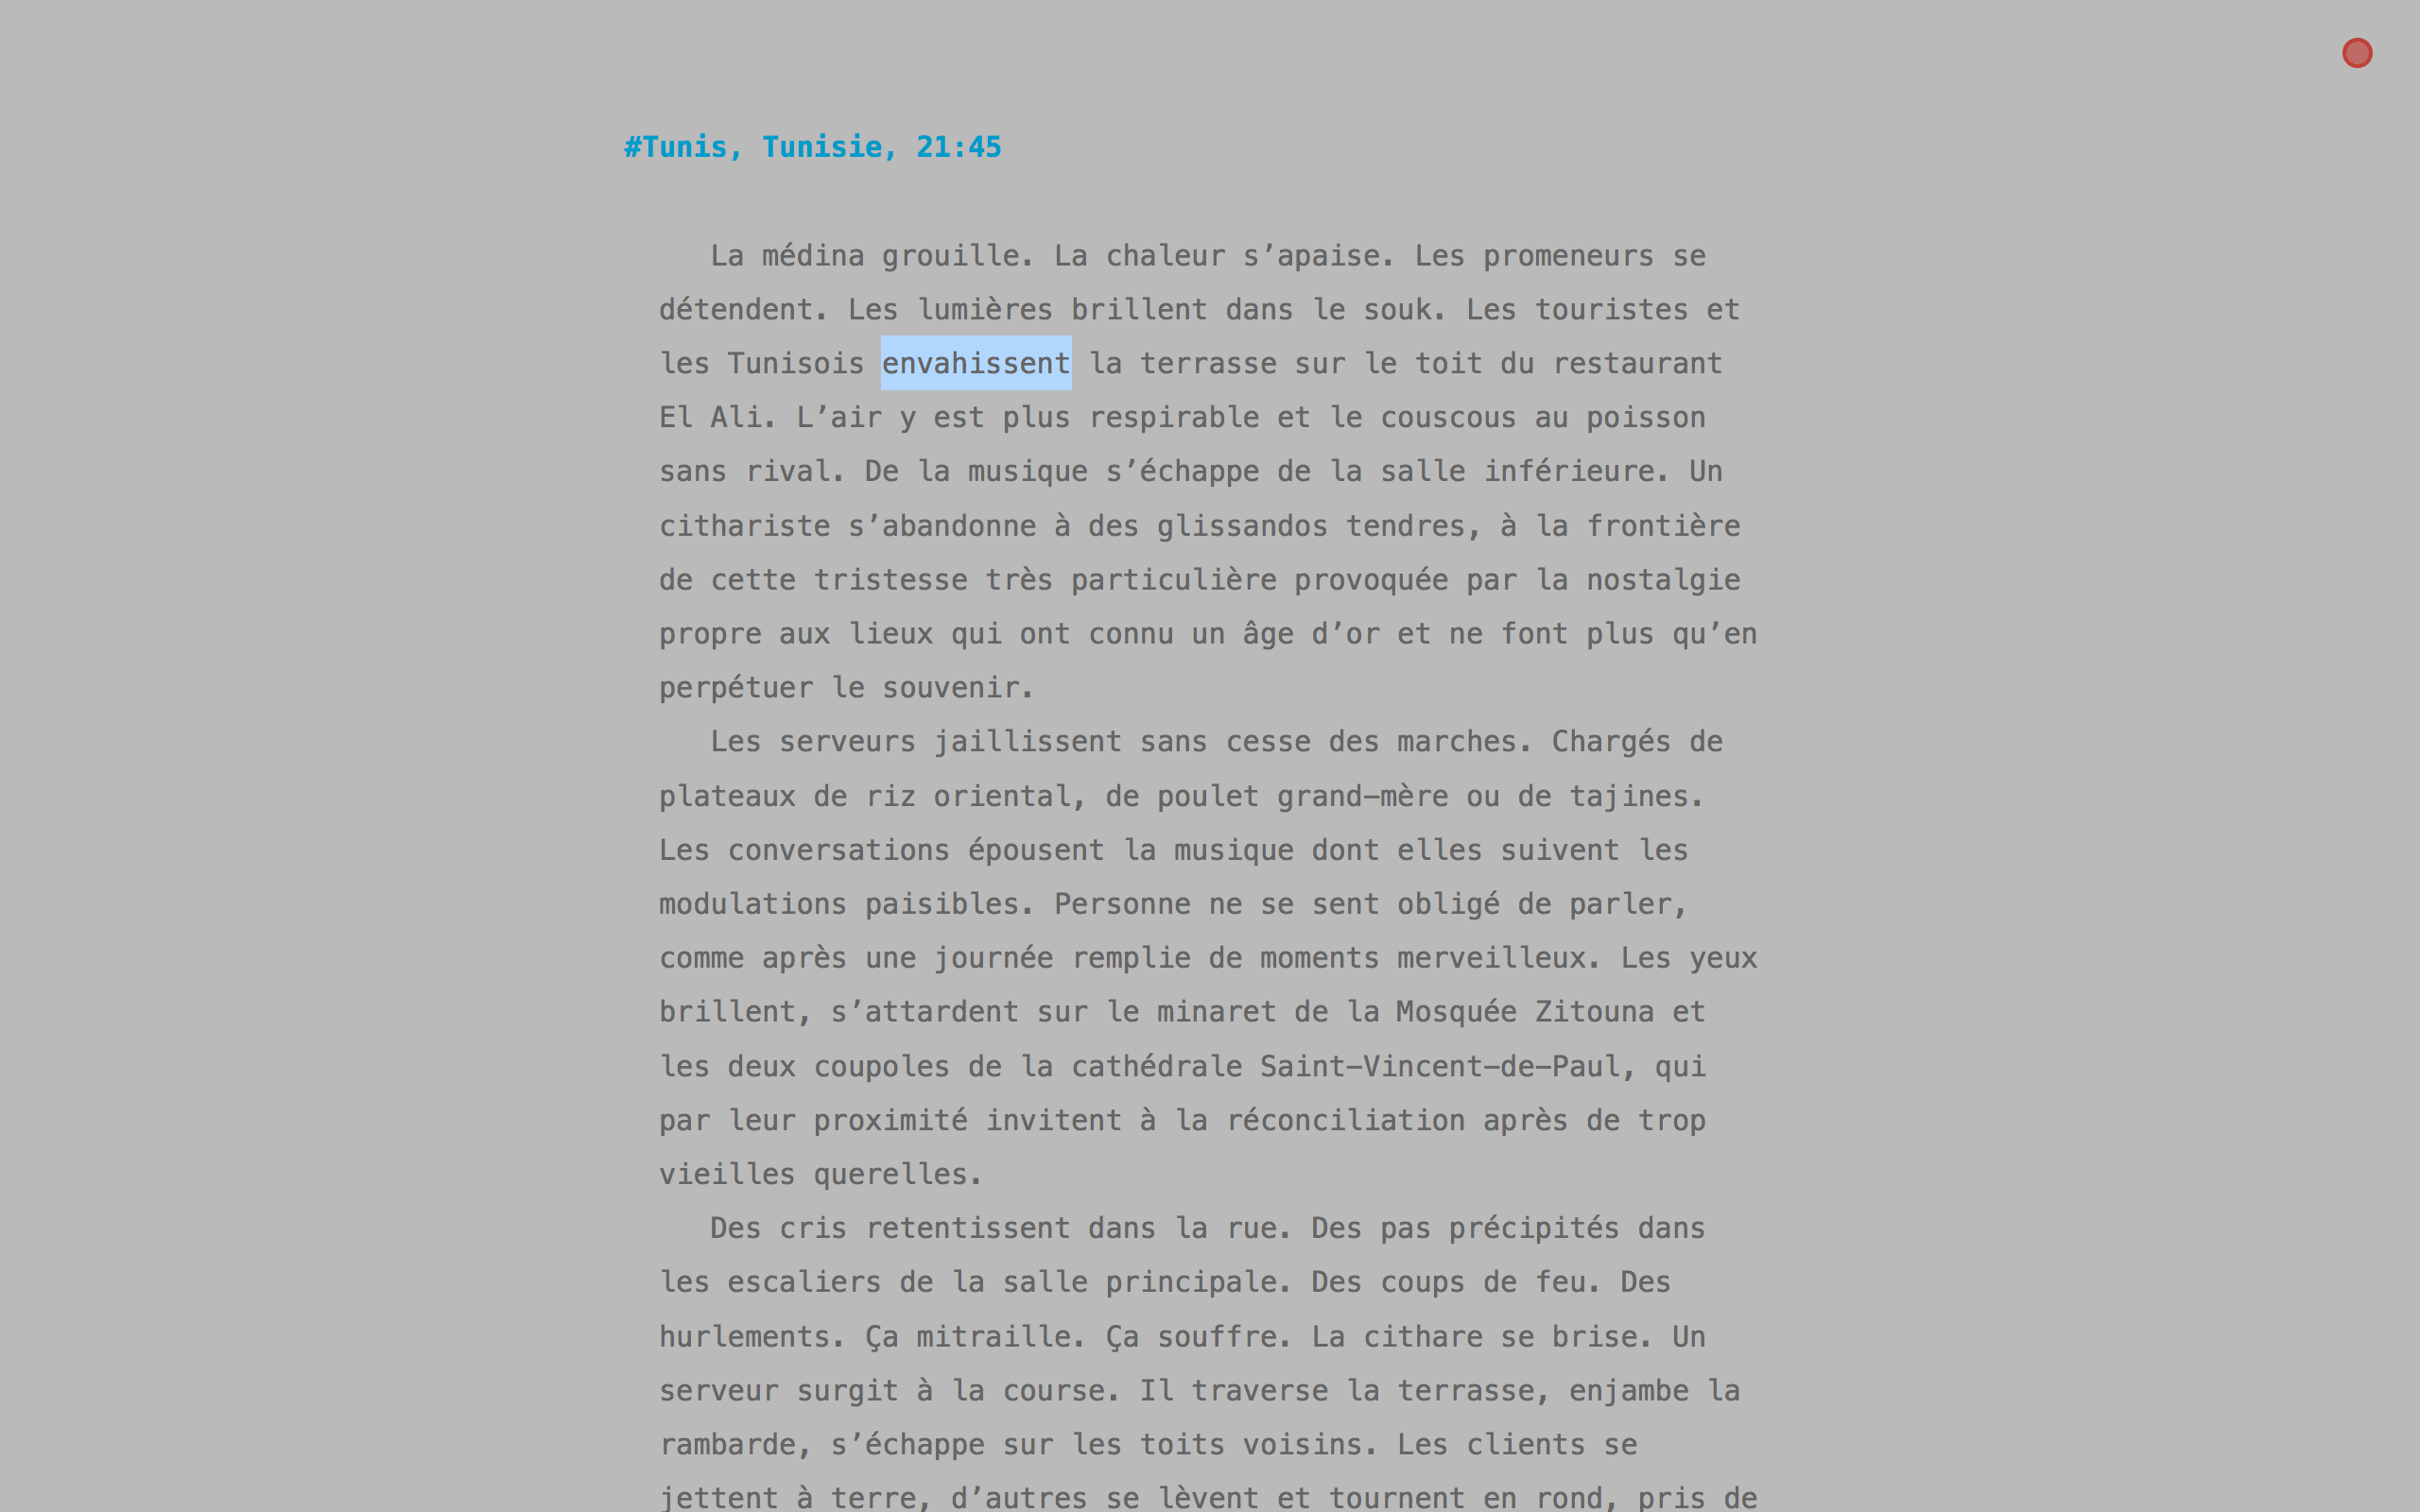 #Tunis, Tunisie, 21:45
La médina grouille. La chaleur s’apaise. Les promeneurs se
détendent. Les lumières brillent dans le souk. Les touristes et
les Tunisois envahissent la terrasse sur le toit du restaurant
El Ali. L’air y est plus respirable et le couscous au poisson
sans rival. De la musique s’échappe de la salle inférieure. Un
cithariste s’abandonne à des glissandos tendres, à la frontière
de cette tristesse très particulière provoquée par la nostalgie
propre aux lieux qui ont connu un âge d’or et ne font plus qu’en
perpétuer le souvenir.
Les serveurs jaillissent sans cesse des marches. Chargés de
plateaux de riz oriental, de poulet grand-mère ou de tajines.
Les conversations épousent la musique dont elles suivent les
modulations paisibles. Personne ne se sent obligé de parler,
comme après une journée remplie de moments merveilleux. Les yeux
brillent, s’attardent sur le minaret de la Mosquée Zitouna et
les deux coupoles de la cathédrale Saint-Vincent-de-Paul, qui
par leur proximité invitent à la réconciliation après de trop
vieilles querelles.
Des cris retentissent dans la rue. Des pas précipités dans
les escaliers de la salle principale. Des coups de feu. Des
hurlements. Ça mitraille. Ça souffre. La cithare se brise. Un
serveur surgit à la course. Il traverse la terrasse, enjambe la
rambarde, s’échappe sur les toits voisins. Les clients se
jettent à terre, d’autres se lèvent et tournent en rond, pris de